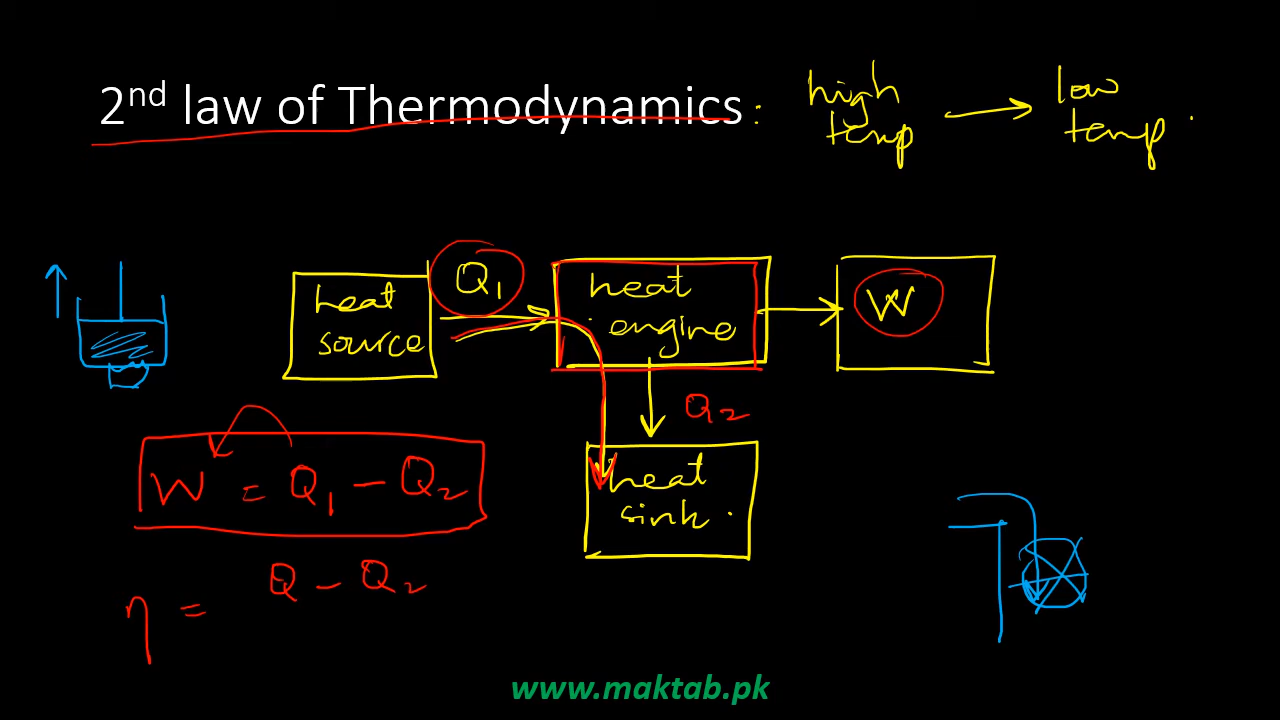 2nd law of Thermodynamics :
high temp → low temp.
heat source
Q1
heat engine
W
Q2
heat sink.
W = Q1 - Q2
η = Q - Q2
www.maktab.pk